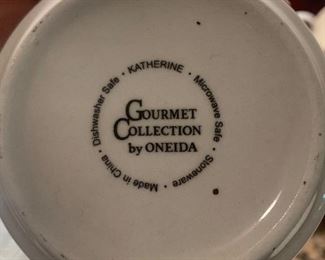 • KATHERINE • Microwave Safe • Stoneware • Made in China • Dishwasher Safe
GOURMET
COLLECTION
by ONEIDA